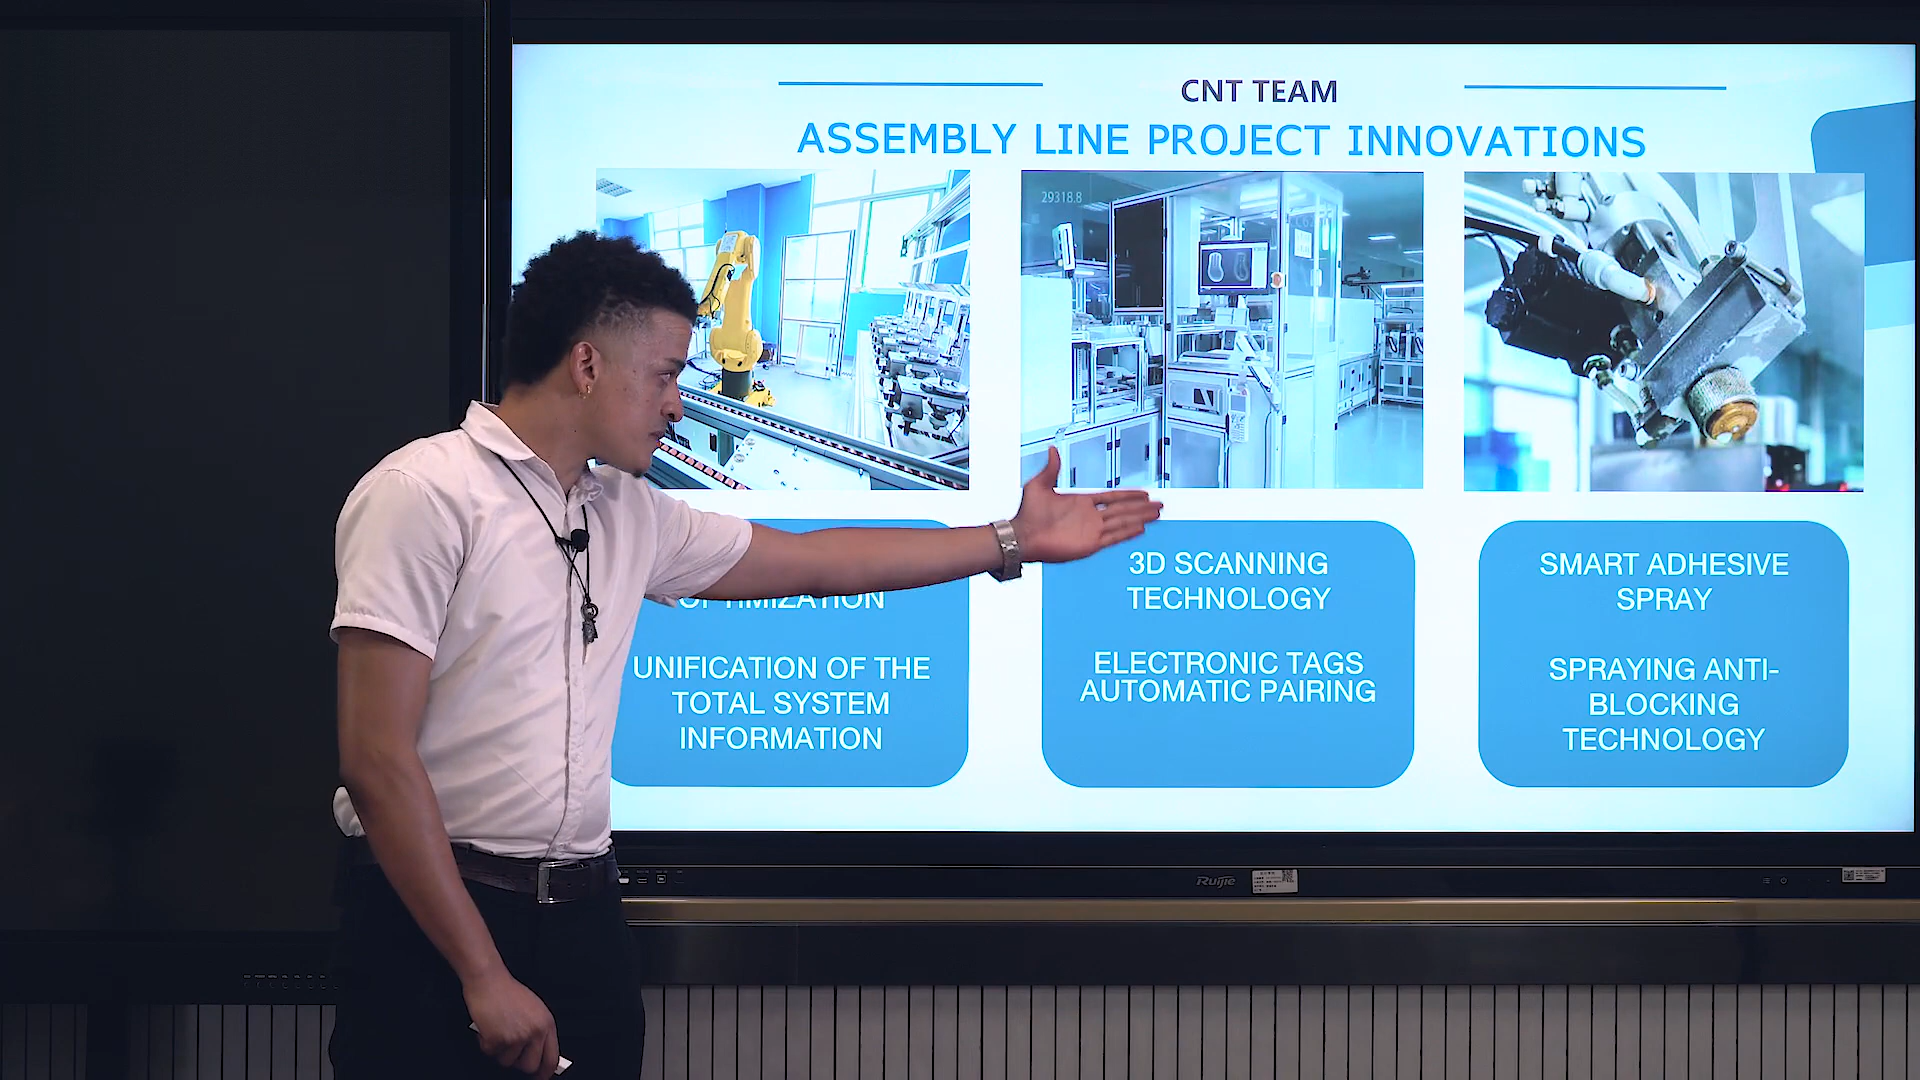 CNT TEAM
ASSEMBLY LINE PROJECT INNOVATIONS
29318.8
OPTIMIZATION
UNIFICATION OF THE
TOTAL SYSTEM
INFORMATION
3D SCANNING
TECHNOLOGY
ELECTRONIC TAGS
AUTOMATIC PAIRING
SMART ADHESIVE
SPRAY
SPRAYING ANTI-
BLOCKING
TECHNOLOGY
Ruijie